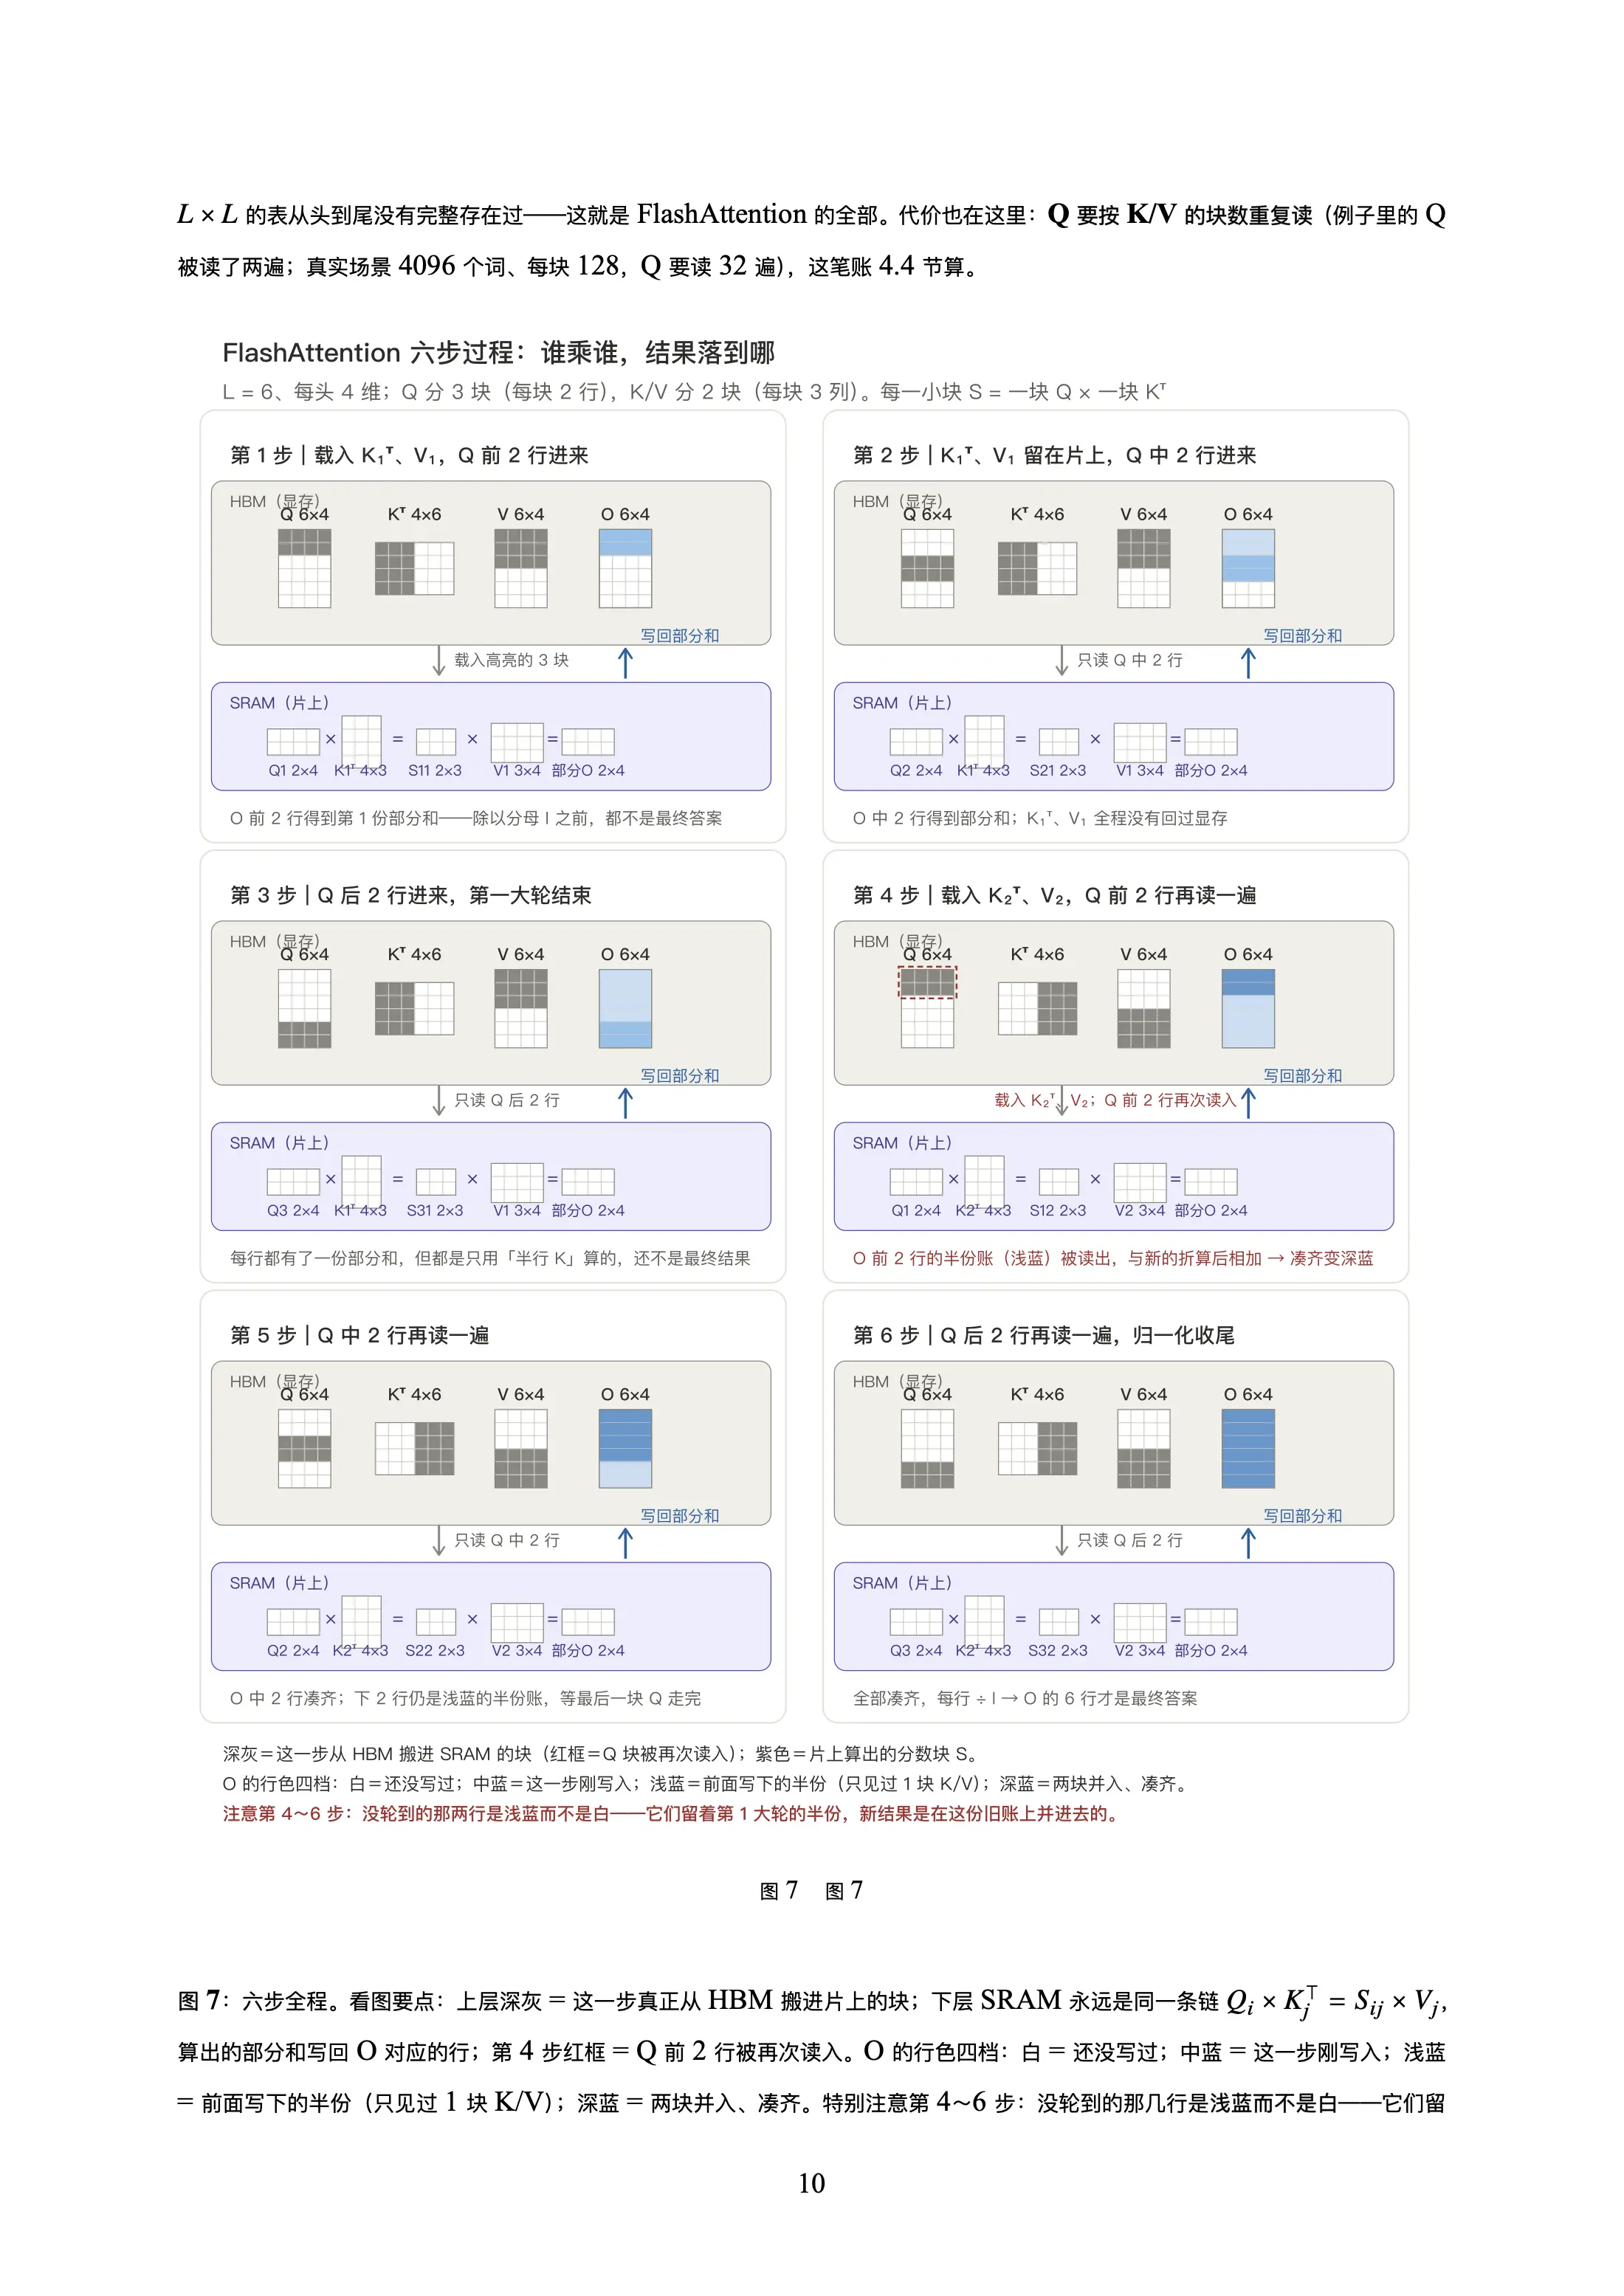 L × L 的表从头到尾没有完整存在过——这就是 FlashAttention 的全部。代价也在这里：Q 要按 K/V 的块数重复读（例子里的 Q
被读了两遍；真实场景 4096 个词、每块 128，Q 要读 32 遍），这笔账 4.4 节算。
FlashAttention 六步过程：谁乘谁，结果落到哪
L = 6、每头 4 维；Q 分 3 块（每块 2 行），K/V 分 2 块（每块 3 列）。每一小块 S = 一块 Q × 一块 Kᵀ
第 1 步｜载入 K₁ᵀ、V₁，Q 前 2 行进来
HBM（显存）
Q 6×4 Kᵀ 4×6 V 6×4 O 6×4
写回部分和
载入高亮的 3 块
SRAM（片上）
× = × =
Q1 2×4 K1ᵀ 4×3 S11 2×3 V1 3×4 部分O 2×4
O 前 2 行得到第 1 份部分和——除以分母 l 之前，都不是最终答案
第 2 步｜K₁ᵀ、V₁ 留在片上，Q 中 2 行进来
HBM（显存）
Q 6×4 Kᵀ 4×6 V 6×4 O 6×4
写回部分和
只读 Q 中 2 行
SRAM（片上）
× = × =
Q2 2×4 K1ᵀ 4×3 S21 2×3 V1 3×4 部分O 2×4
O 中 2 行得到部分和；K₁ᵀ、V₁ 全程没有回过显存
第 3 步｜Q 后 2 行进来，第一大轮结束
HBM（显存）
Q 6×4 Kᵀ 4×6 V 6×4 O 6×4
写回部分和
只读 Q 后 2 行
SRAM（片上）
× = × =
Q3 2×4 K1ᵀ 4×3 S31 2×3 V1 3×4 部分O 2×4
每行都有了一份部分和，但都是只用「半行 K」算的，还不是最终结果
第 4 步｜载入 K₂ᵀ、V₂，Q 前 2 行再读一遍
HBM（显存）
Q 6×4 Kᵀ 4×6 V 6×4 O 6×4
写回部分和
载入 K₂ᵀ、V₂；Q 前 2 行再次读入
SRAM（片上）
× = × =
Q1 2×4 K2ᵀ 4×3 S12 2×3 V2 3×4 部分O 2×4
O 前 2 行的半份账（浅蓝）被读出，与新的折算后相加 → 凑齐变深蓝
第 5 步｜Q 中 2 行再读一遍
HBM（显存）
Q 6×4 Kᵀ 4×6 V 6×4 O 6×4
写回部分和
只读 Q 中 2 行
SRAM（片上）
× = × =
Q2 2×4 K2ᵀ 4×3 S22 2×3 V2 3×4 部分O 2×4
O 中 2 行凑齐；下 2 行仍是浅蓝的半份账，等最后一块 Q 走完
第 6 步｜Q 后 2 行再读一遍，归一化收尾
HBM（显存）
Q 6×4 Kᵀ 4×6 V 6×4 O 6×4
写回部分和
只读 Q 后 2 行
SRAM（片上）
× = × =
Q3 2×4 K2ᵀ 4×3 S32 2×3 V2 3×4 部分O 2×4
全部凑齐，每行 ÷ l → O 的 6 行才是最终答案
深灰＝这一步从 HBM 搬进 SRAM 的块（红框＝Q 块被再次读入）；紫色＝片上算出的分数块 S。
O 的行色四档：白＝还没写过；中蓝＝这一步刚写入；浅蓝＝前面写下的半份（只见过 1 块 K/V）；深蓝＝两块并入、凑齐。
注意第 4～6 步：没轮到的那两行是浅蓝而不是白——它们留着第 1 大轮的半份，新结果是在这份旧账上并进去的。
图 7 图 7
图 7：六步全程。看图要点：上层深灰 = 这一步真正从 HBM 搬进片上的块；下层 SRAM 永远是同一条链 Qᵢ × Kⱼ⊤ = Sᵢⱼ × Vⱼ，
算出的部分和写回 O 对应的行；第 4 步红框 = Q 前 2 行被再次读入。O 的行色四档：白 = 还没写过；中蓝 = 这一步刚写入；浅蓝
= 前面写下的半份（只见过 1 块 K/V）；深蓝 = 两块并入、凑齐。特别注意第 4～6 步：没轮到的那几行是浅蓝而不是白——它们留
10